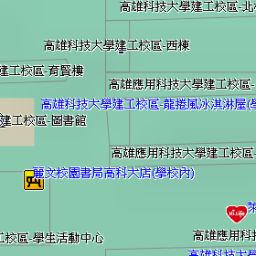 高雄科技大學建工校區-北
高雄科技大學建工校區-西棟
建工校區-育賢樓
高雄應用科技大學建工校區-
高雄科技大學建工校區-龍捲風冰淇淋屋(學
建工校區-圖書館
高雄應用科技大學建工校區-
麗文校園書局高科大店(學校內)
工校區-學生活動中心
高雄應用科